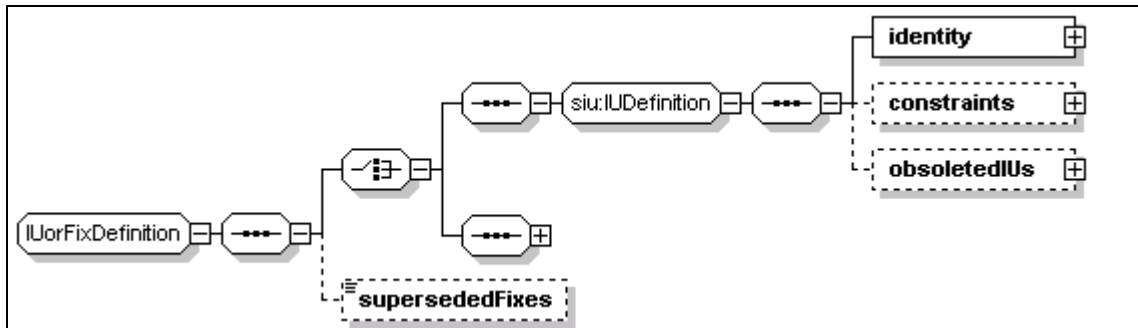 identity
siu:IUDefinition
constraints
obsoletedIUs
IUorFixDefinition
supersededFixes